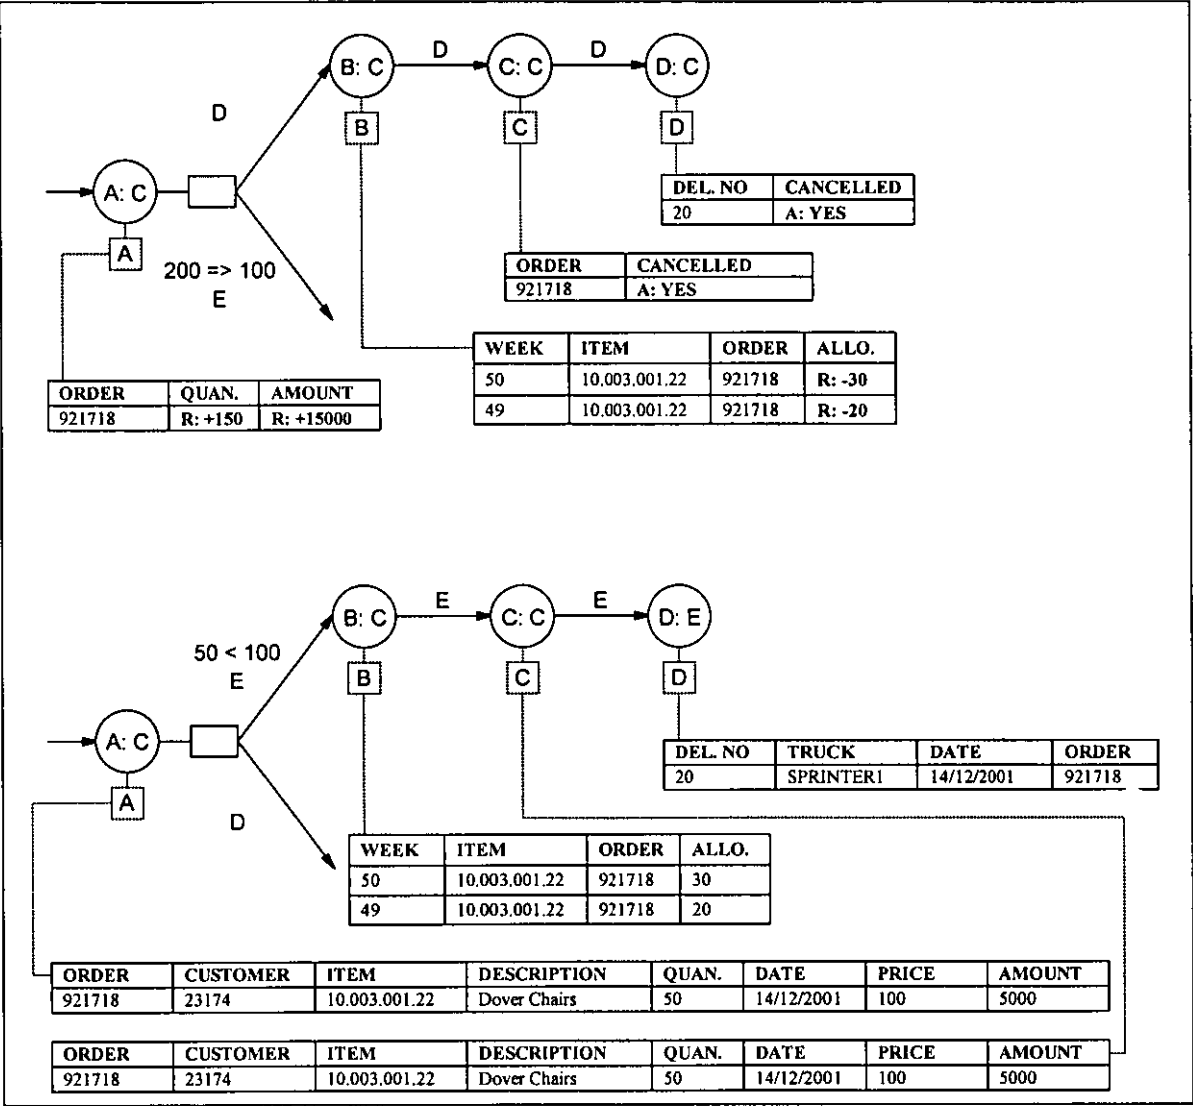 D D
B: C C: C D: C
D
B C D
A: C
DEL. NO CANCELLED
20 A: YES
A
200 => 100
E
ORDER CANCELLED
921718 A: YES
WEEK ITEM ORDER ALLO.
50 10.003.001.22 921718 R: -30
49 10.003.001.22 921718 R: -20
ORDER QUAN. AMOUNT
921718 R: +150 R: +15000
E E
B: C C: C D: E
50 < 100
E
B C D
A: C
DEL. NO TRUCK DATE ORDER
20 SPRINTER1 14/12/2001 921718
A
D
WEEK ITEM ORDER ALLO.
50 10.003.001.22 921718 30
49 10.003.001.22 921718 20
ORDER CUSTOMER ITEM DESCRIPTION QUAN. DATE PRICE AMOUNT
921718 23174 10.003.001.22 Dover Chairs 50 14/12/2001 100 5000
ORDER CUSTOMER ITEM DESCRIPTION QUAN. DATE PRICE AMOUNT
921718 23174 10.003.001.22 Dover Chairs 50 14/12/2001 100 5000